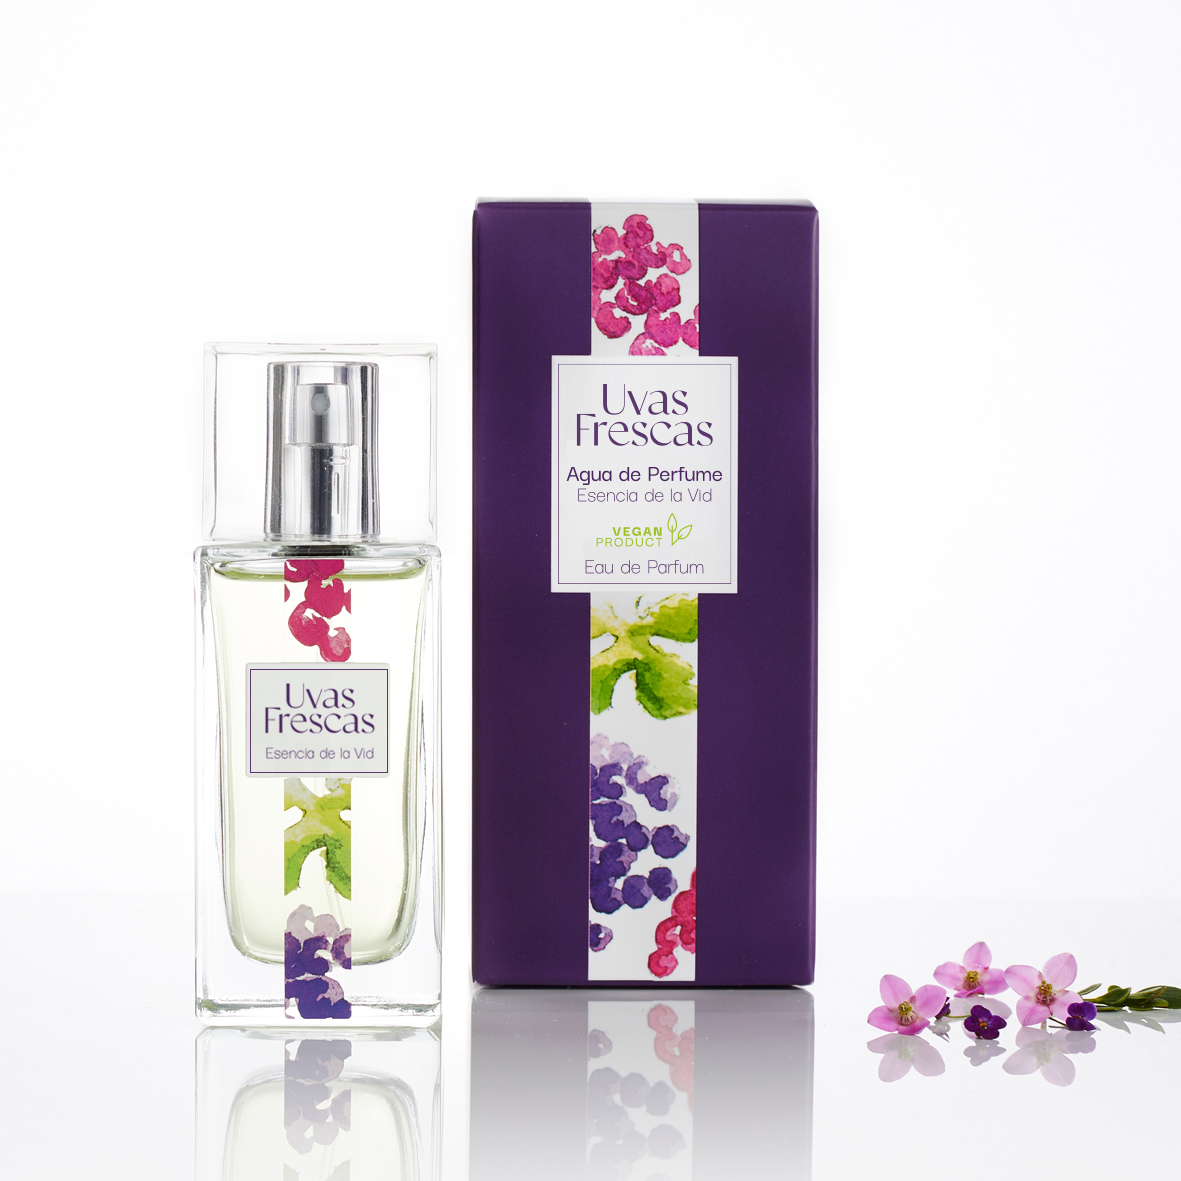 Uvas
Frescas
Esencia de la Vid
Uvas
Frescas
Agua de Perfume
Esencia de la Vid
VEGAN
PRODUCT
Eau de Parfum